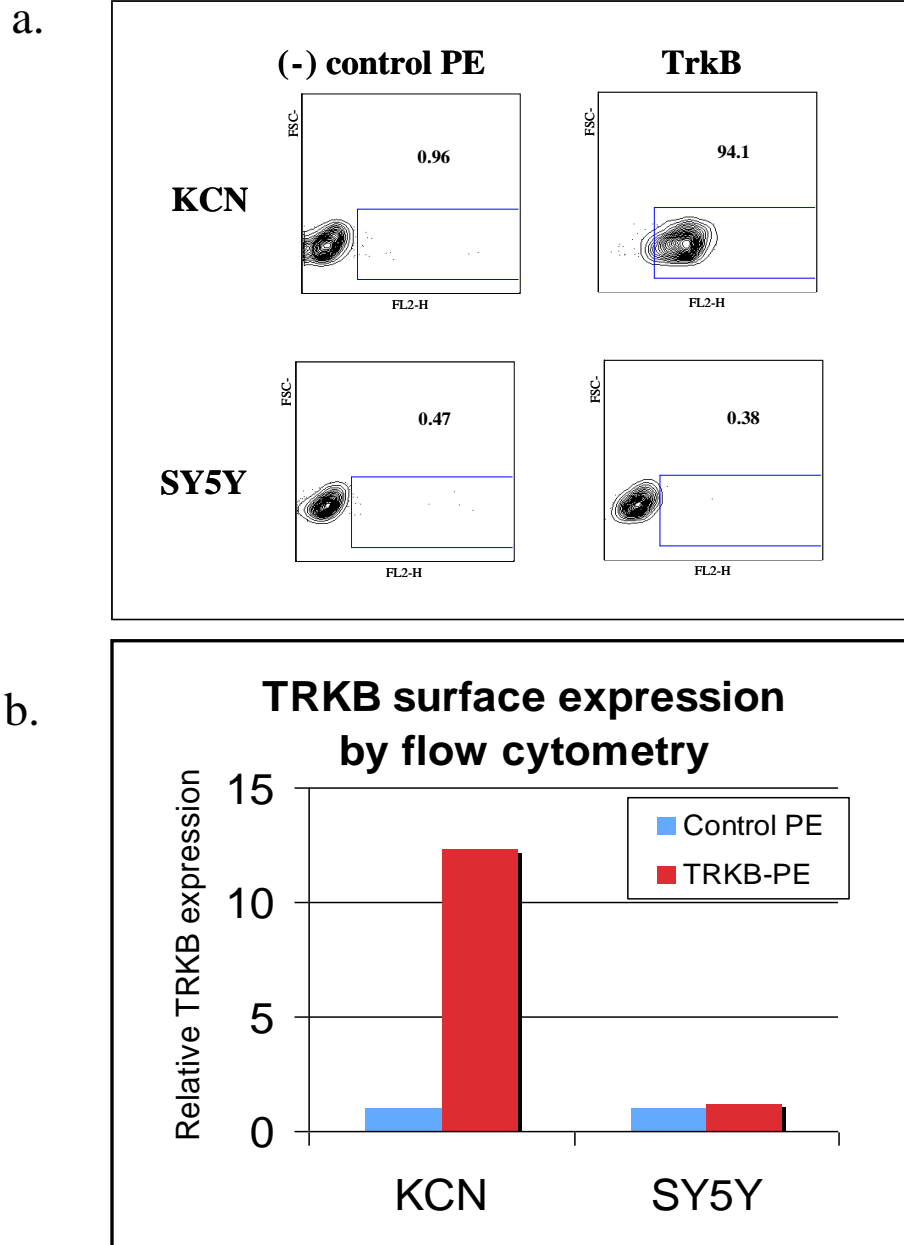 a.
(-) control PE
TrkB
KCN
FSC-
0.96
FL2-H
FSC-
94.1
FL2-H
SY5Y
FSC-
0.47
FL2-H
FSC-
0.38
FL2-H
b.
TRKB surface expression
by flow cytometry
Relative TRKB expression
15
10
5
0
Control PE
TRKB-PE
KCN
SY5Y